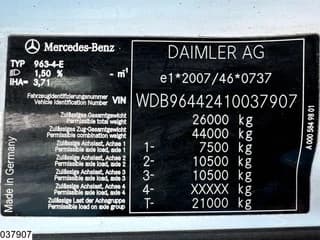 Mercedes-Benz
DAIMLER AG
TYP 963-4-E
1,50 % - m⁻¹
IHA= 3,71
e1*2007/46*0737
Fahrzeugidentifizierungsnummer
Vehicle Identification Number VIN
WDB96442410037907
Zulässiges Gesamtgewicht
Permissible total weight 26000 kg
Zulässiges Zug-Gesamtgewicht
Permissible combination weight 44000 kg
Zulässige Achslast, Achse 1
Permissible axle load, axle 1 1- 7500 kg
Zulässige Achslast, Achse 2
Permissible axle load, axle 2 2- 10500 kg
Zulässige Achslast, Achse 3
Permissible axle load, axle 3 3- 10500 kg
Zulässige Achslast, Achse 4
Permissible axle load, axle 4 4- XXXXX kg
Zulässige Last der Achsgruppe
Permissible load on axle group T- 21000 kg
Made in Germany
A 000 584 98 01
037907